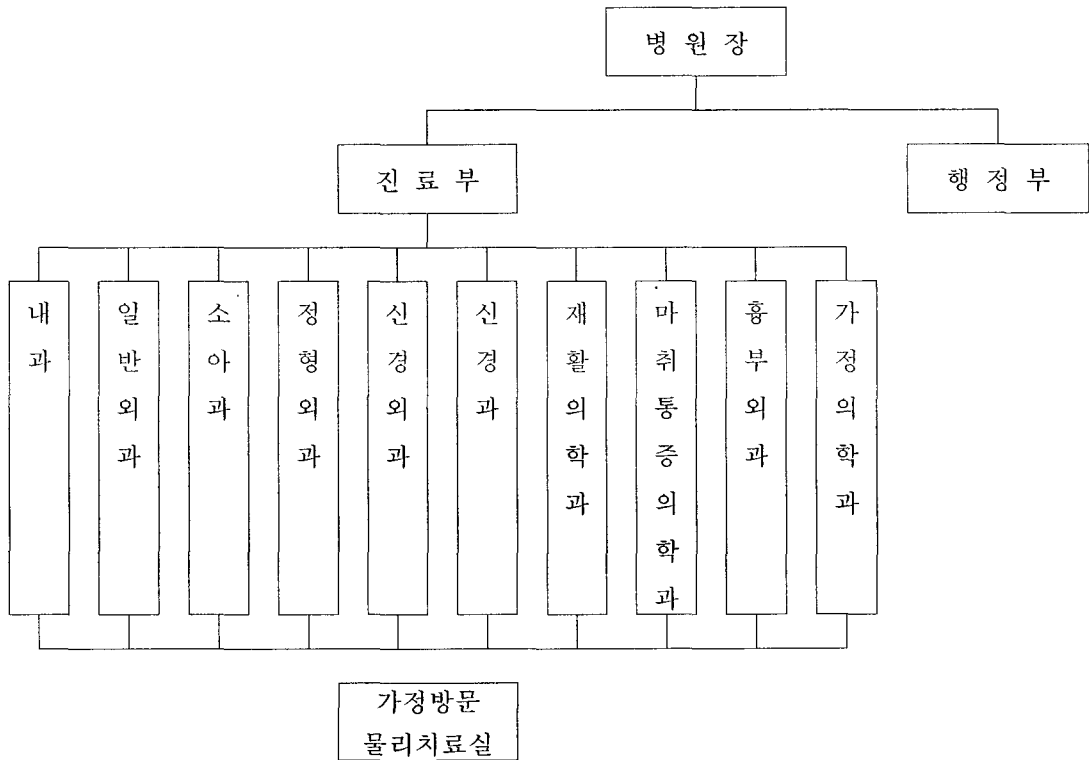 병 원 장
진 료 부
행 정 부
내과
일반외과
소아과
정형외과
신경외과
신경과
재활의학과
마취통증의학과
흉부외과
가정의학과
가정방문
물리치료실